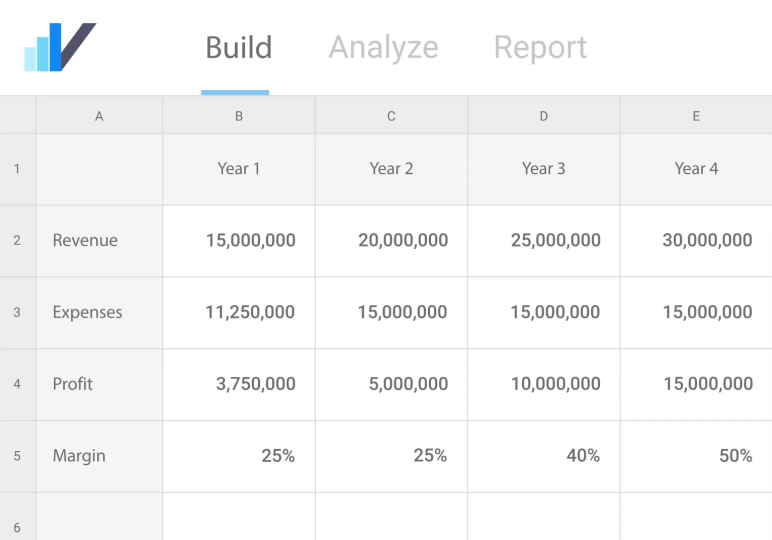 Build Analyze Report
A B C D E
1 Year 1 Year 2 Year 3 Year 4
2 Revenue 15,000,000 20,000,000 25,000,000 30,000,000
3 Expenses 11,250,000 15,000,000 15,000,000 15,000,000
4 Profit 3,750,000 5,000,000 10,000,000 15,000,000
5 Margin 25% 25% 40% 50%
6